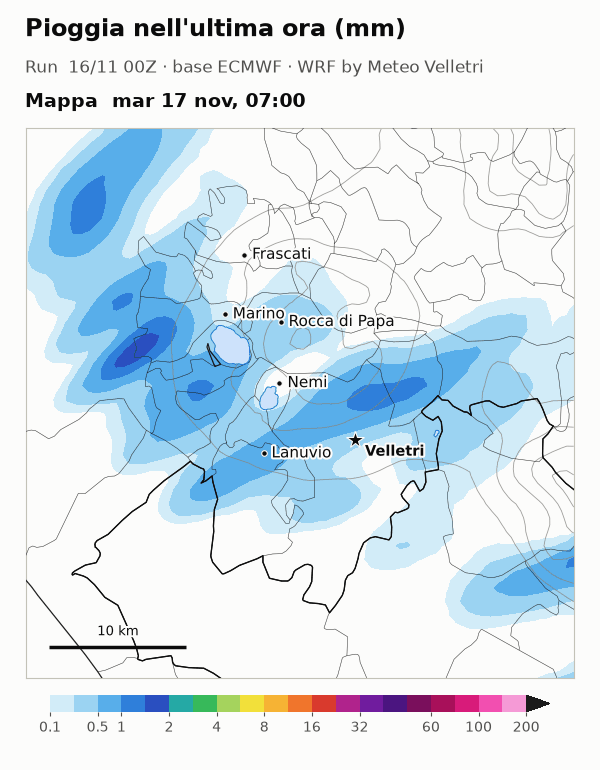 Pioggia nell'ultima ora (mm)
Run  16/11 00Z · base ECMWF · WRF by Meteo Velletri
Mappa  mar 17 nov, 07:00
Frascati
Marino
Rocca di Papa
Nemi
Velletri
Lanuvio
10 km
0.1 0.5 1 2 4 8 16 32 60 100 200